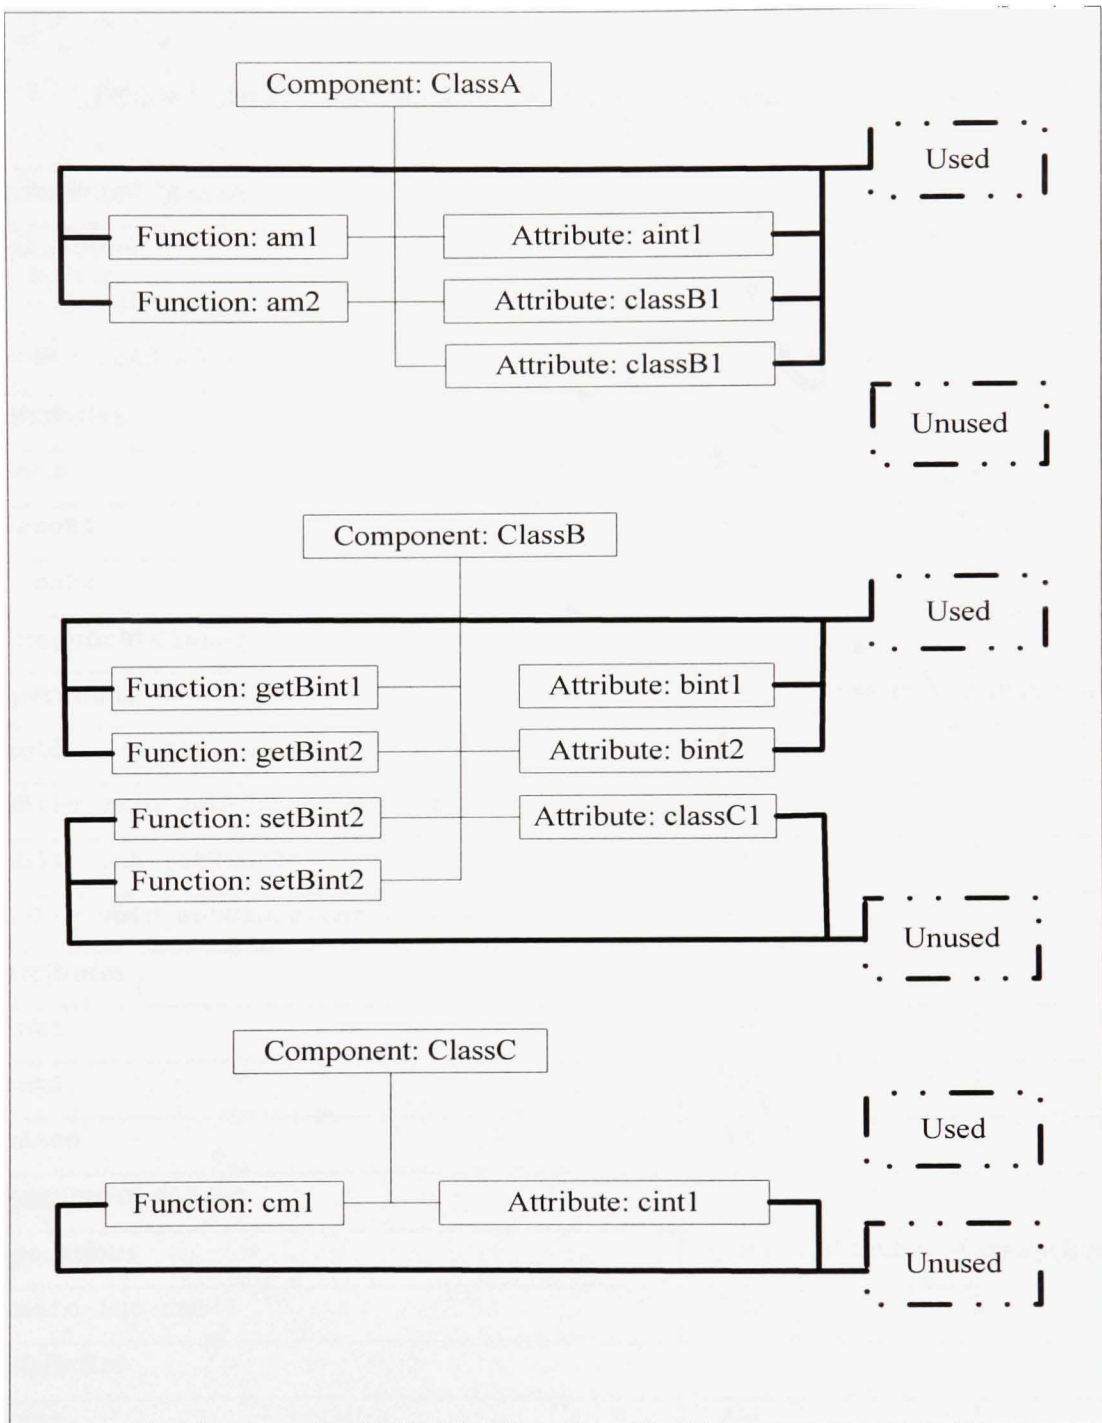 Component: ClassA
Used
Function: am1
Attribute: aint1
Function: am2
Attribute: classB1
Attribute: classB1
Unused
Component: ClassB
Used
Function: getBint1
Attribute: bint1
Function: getBint2
Attribute: bint2
Function: setBint2
Attribute: classC1
Function: setBint2
Unused
Component: ClassC
Used
Function: cm1
Attribute: cint1
Unused